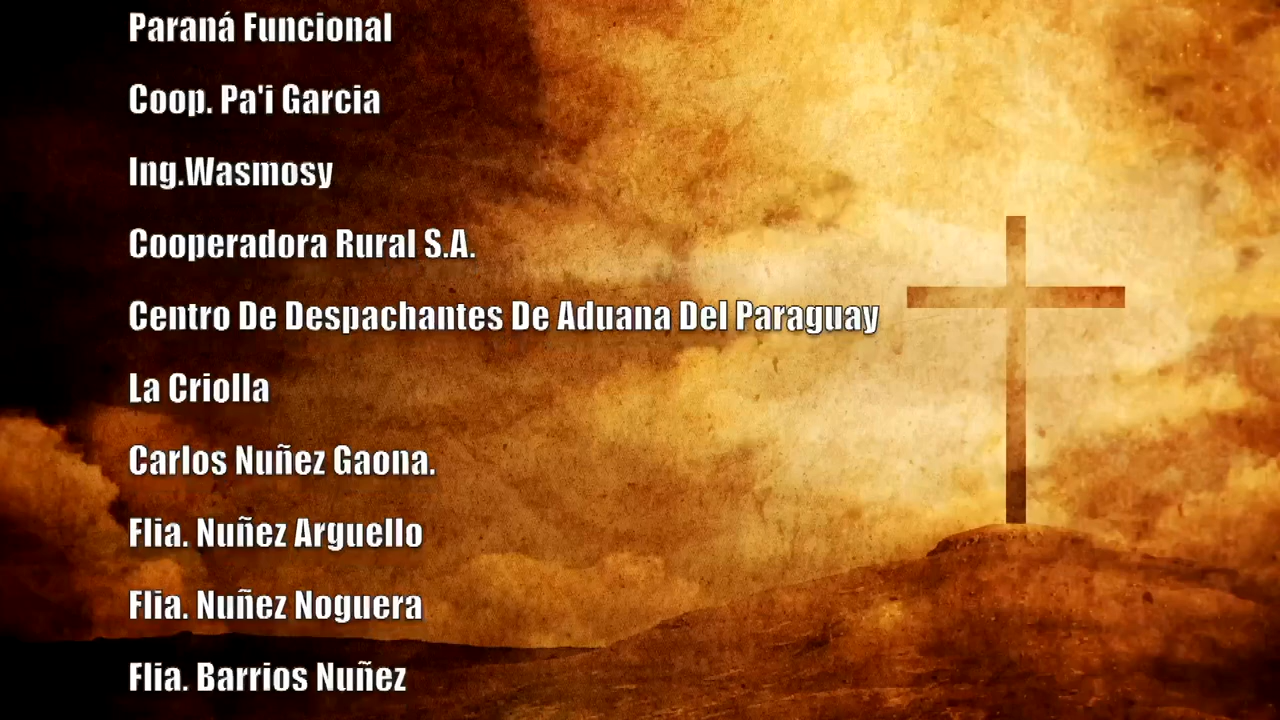 Paraná Funcional
Coop. Pa'i Garcia
Ing.Wasmosy
Cooperadora Rural S.A.
Centro De Despachantes De Aduana Del Paraguay
La Criolla
Carlos Nuñez Gaona.
Flia. Nuñez Arguello
Flia. Nuñez Noguera
Flia. Barrios Nuñez